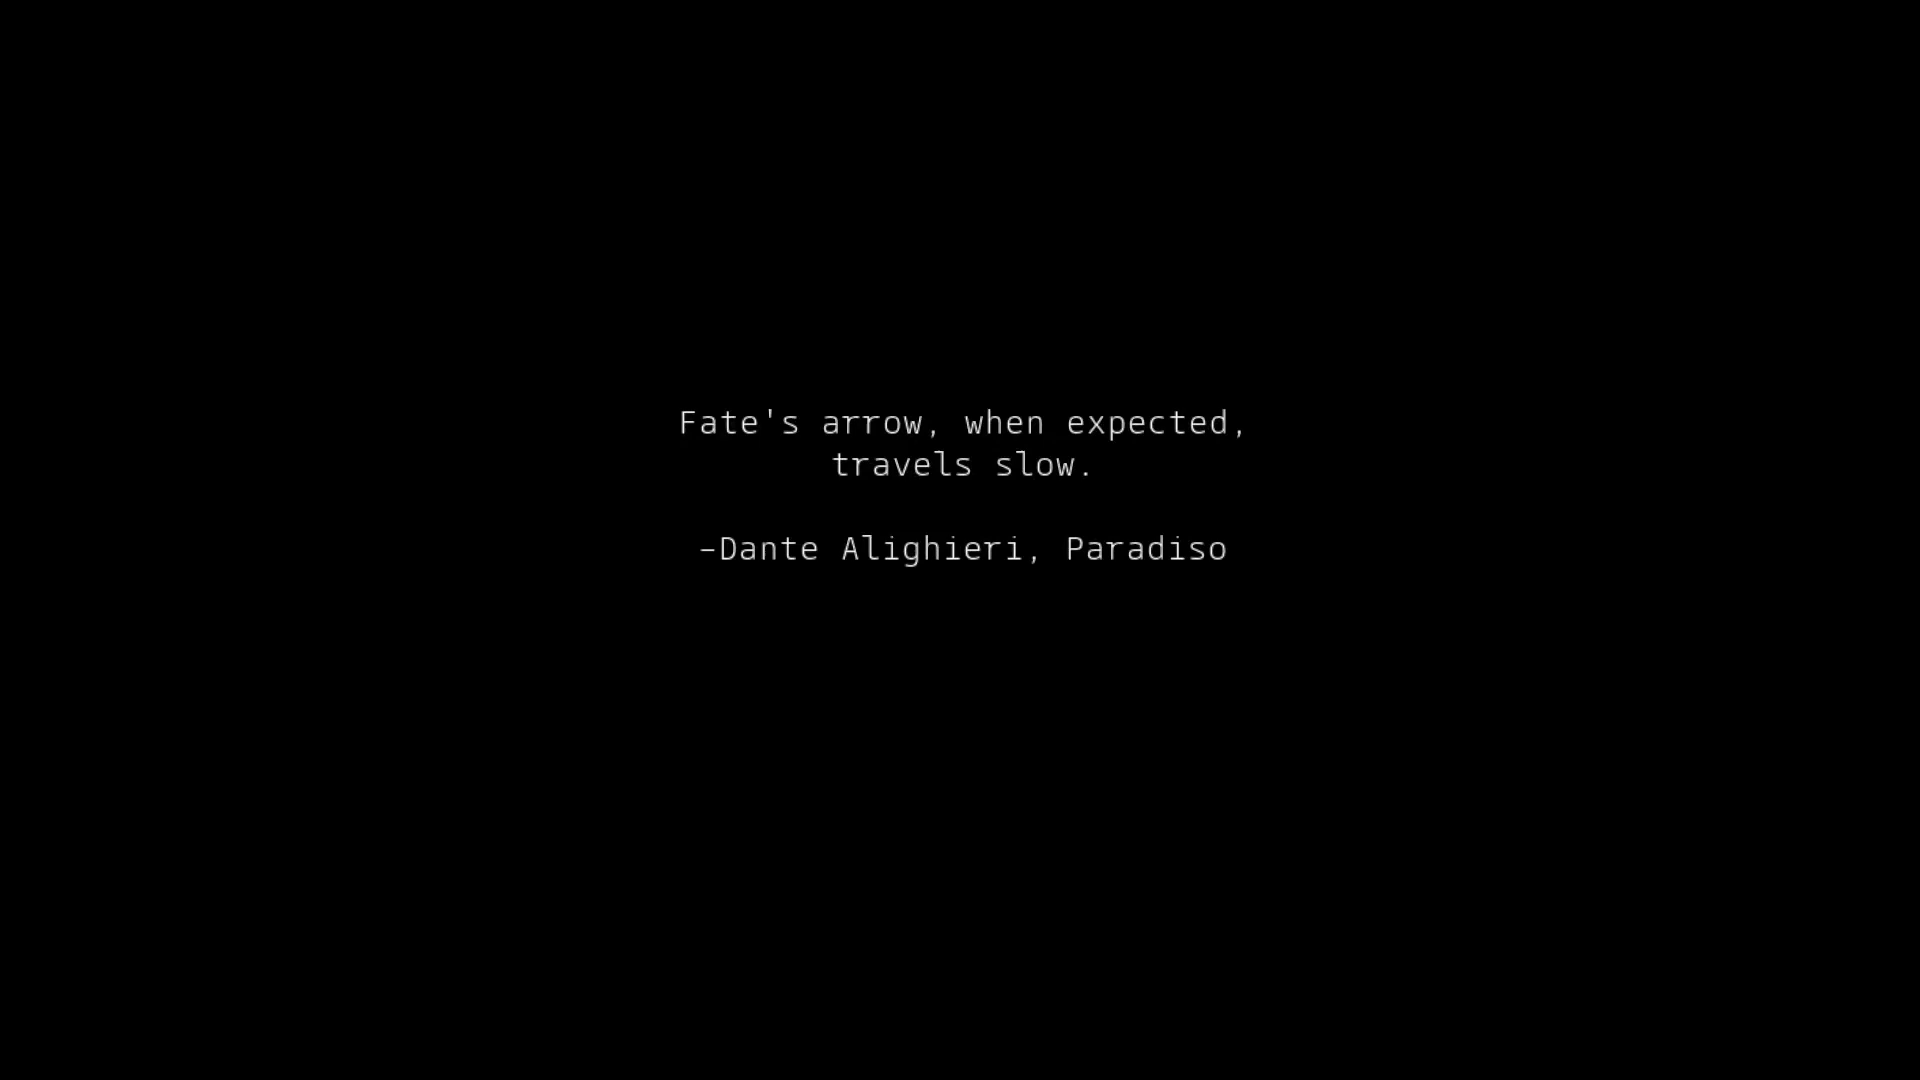 Fate's arrow, when expected,
travels slow.
–Dante Alighieri, Paradiso